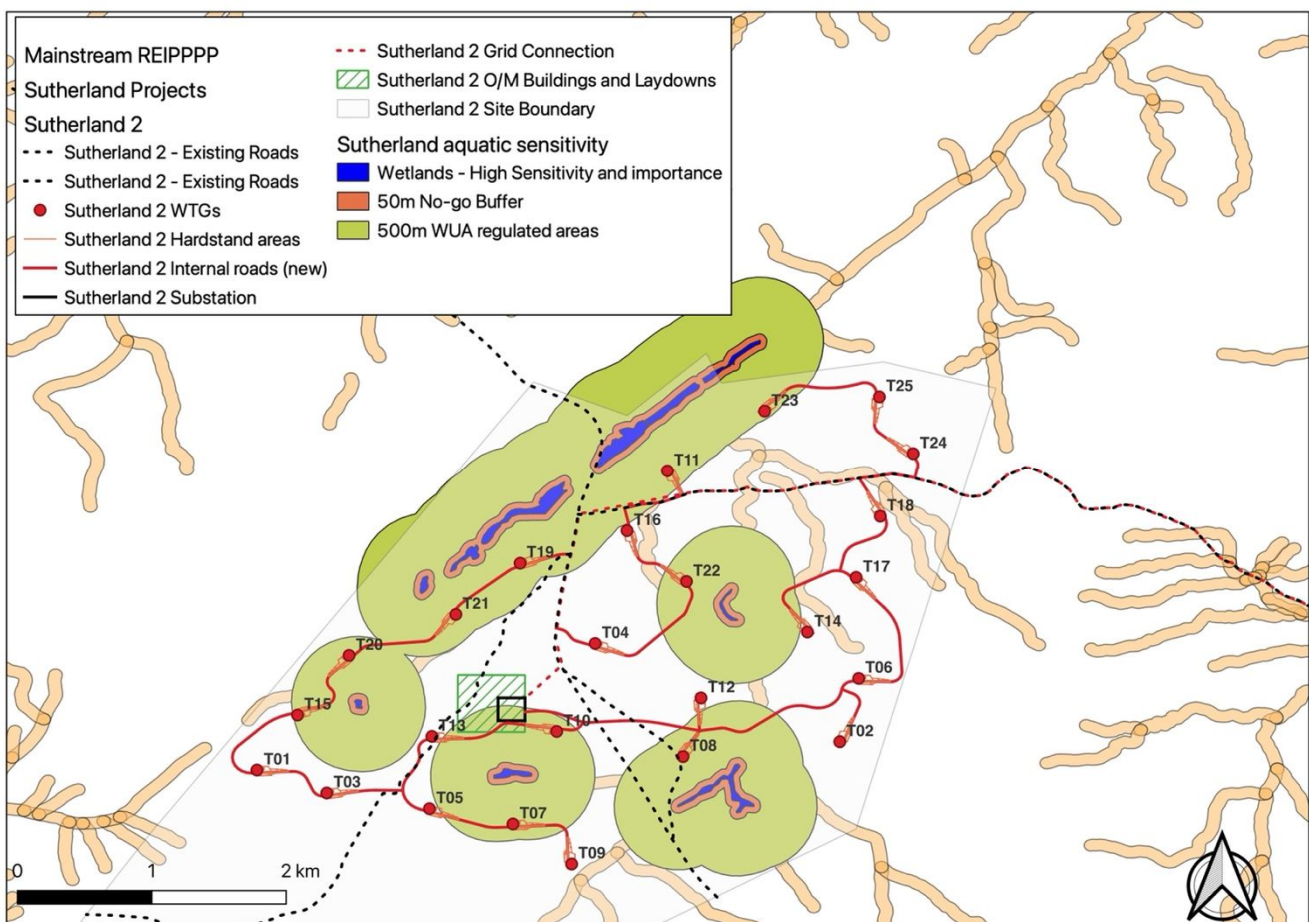 Mainstream REIPPPP
Sutherland Projects
Sutherland 2
Sutherland 2 - Existing Roads
Sutherland 2 - Existing Roads
Sutherland 2 WTGs
Sutherland 2 Hardstand areas
Sutherland 2 Internal roads (new)
Sutherland 2 Substation
Sutherland 2 Grid Connection
Sutherland 2 O/M Buildings and Laydowns
Sutherland 2 Site Boundary
Sutherland aquatic sensitivity
Wetlands - High Sensitivity and importance
50m No-go Buffer
500m WUA regulated areas
T25
T23
T24
T11
T18
T16
T19
T22
T17
T21
T14
T04
T20
T06
T12
T15
T13
T10
T02
T08
T01
T03
T05
T07
T09
0 1 2 km